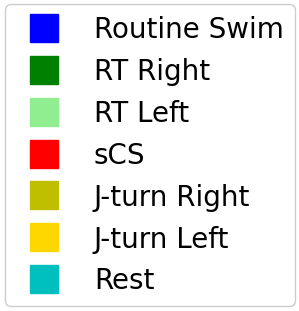 Routine Swim
RT Right
RT Left
sCS
J-turn Right
J-turn Left
Rest